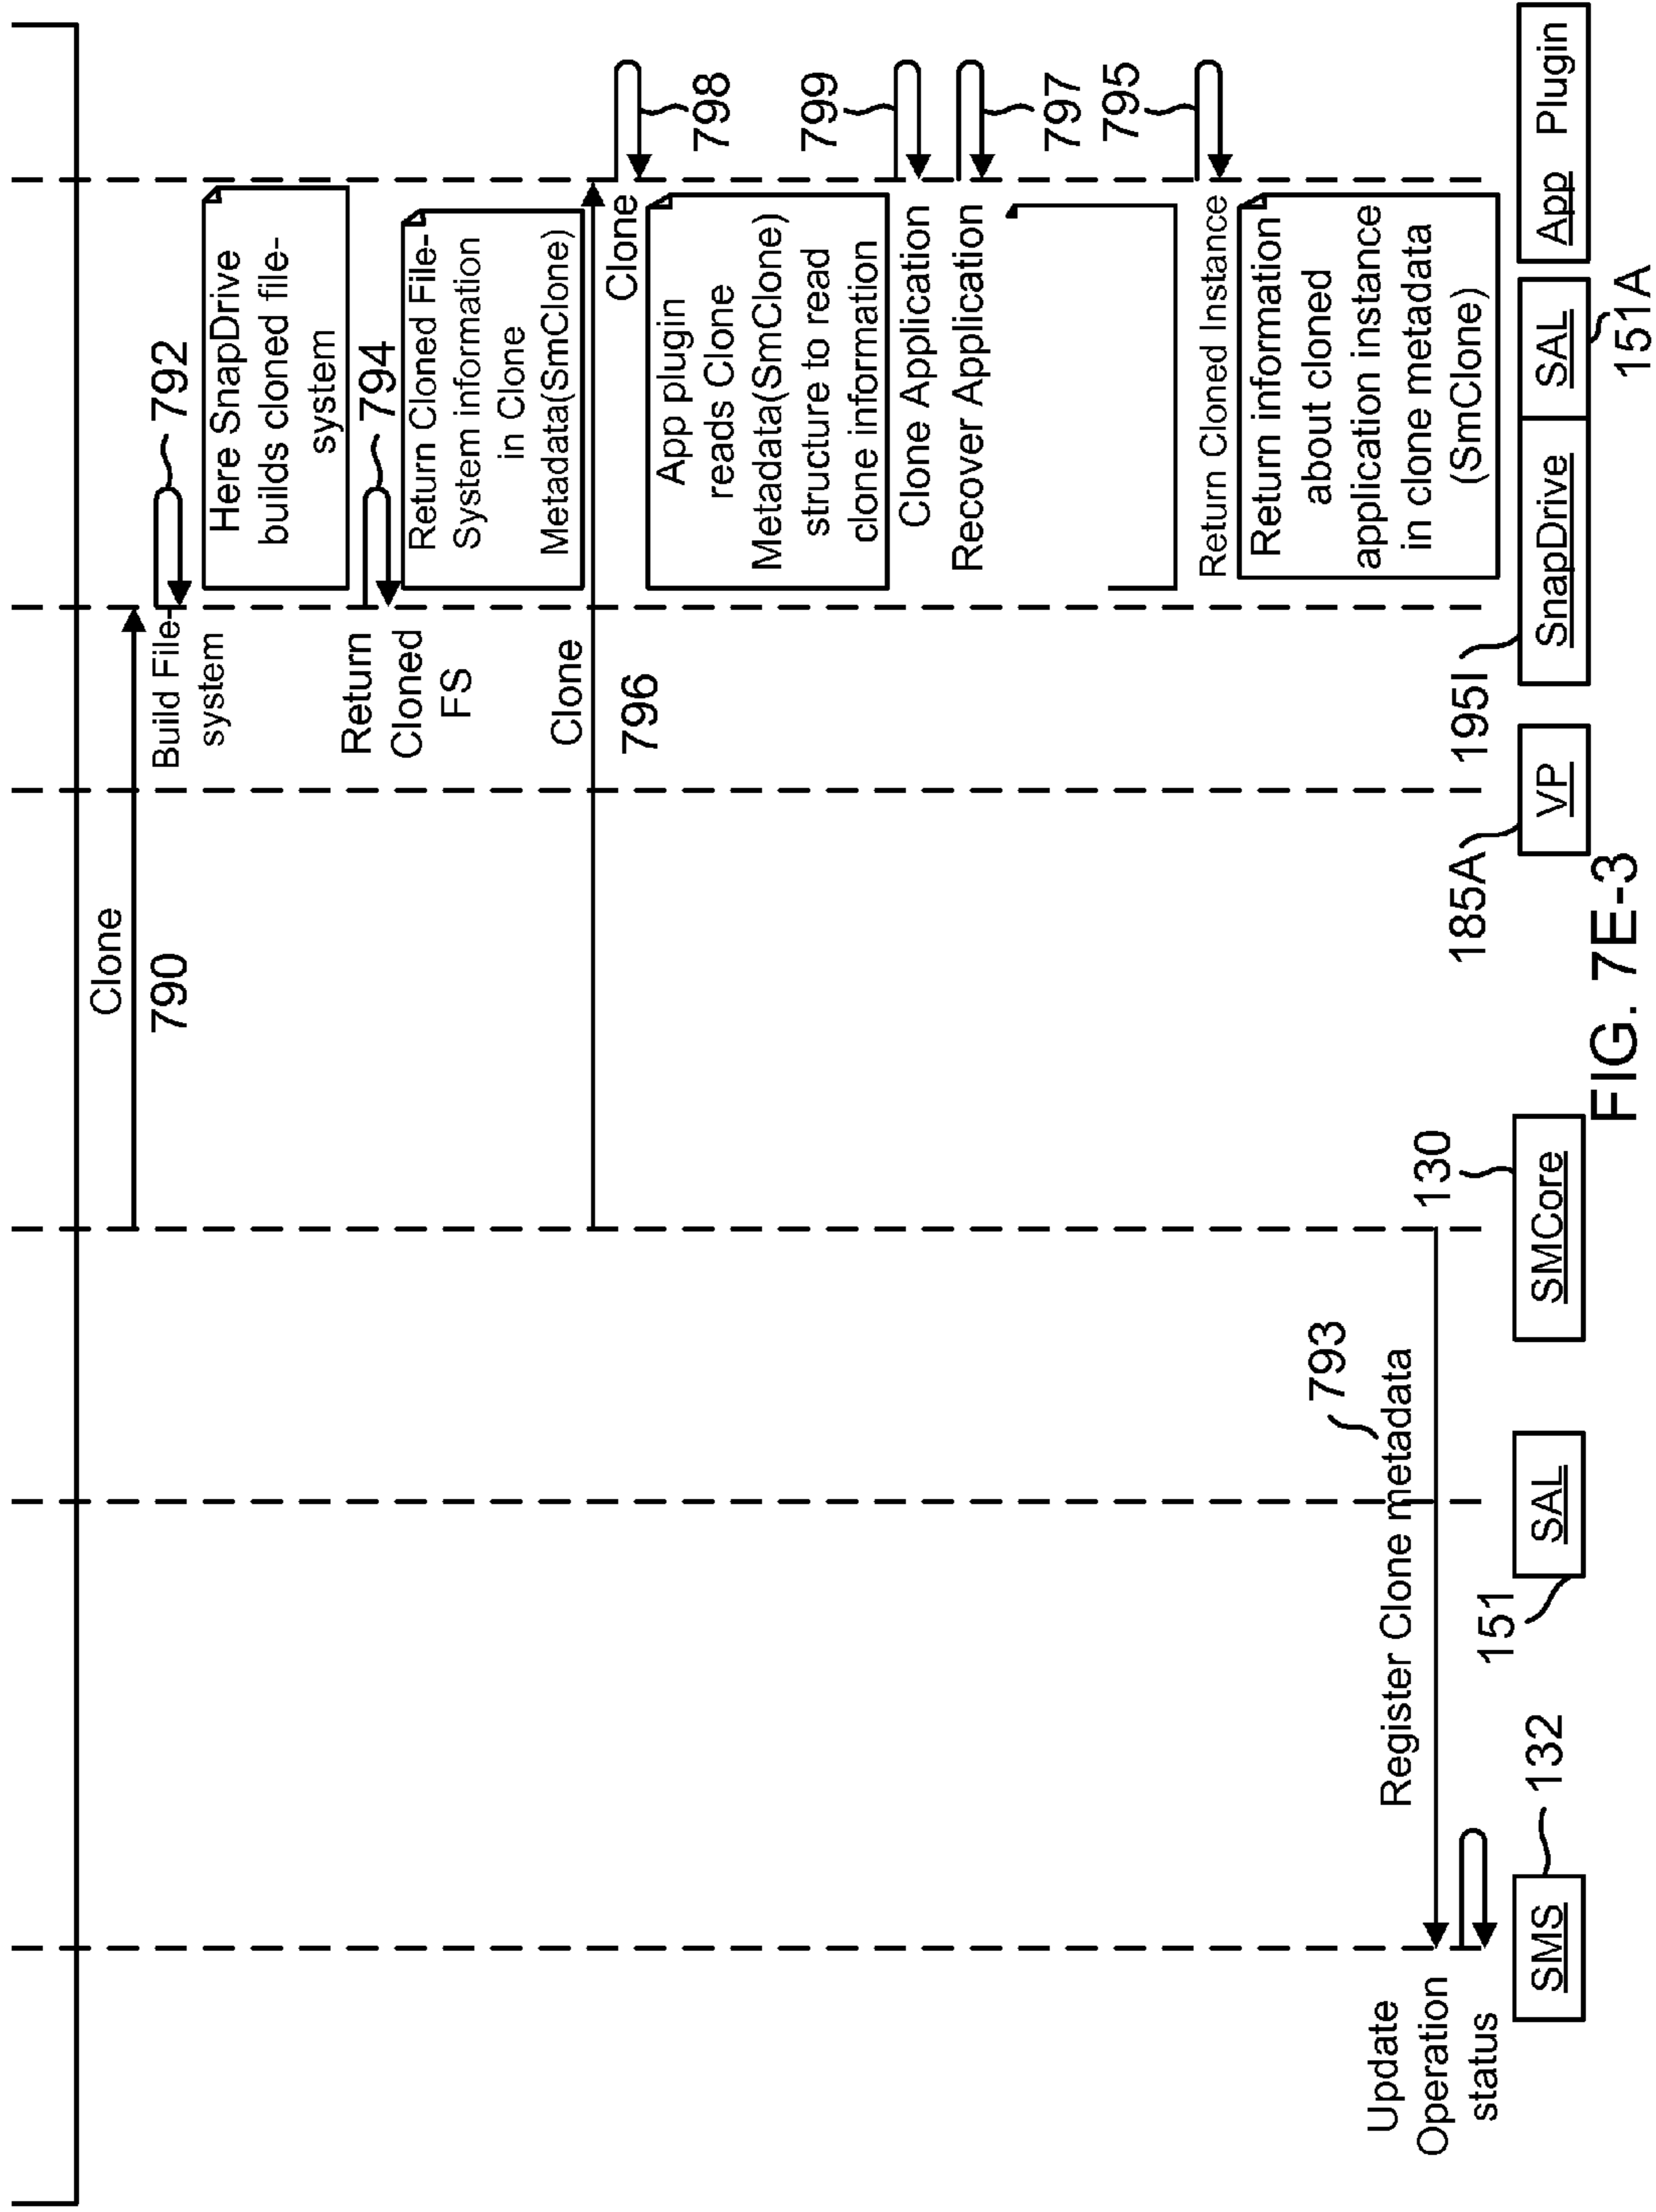 Clone
790
Build File-
system
792
Here SnapDrive
builds cloned file-
system
Return
Cloned
FS
794
Return Cloned File-
System information
in Clone
Metadata(SmClone)
Clone
796
Clone
798
App plugin
reads Clone
Metadata(SmClone)
structure to read
clone information
Clone Application
799
Recover Application
797
Return Cloned Instance
795
Return information
about cloned
application instance
in clone metadata
(SmClone)
793
Register Clone metadata
Update
Operation
status
SMS
132
SAL
151
SMCore
130
VP
185A
SnapDrive
195I
SAL
151A
App Plugin
FIG. 7E-3